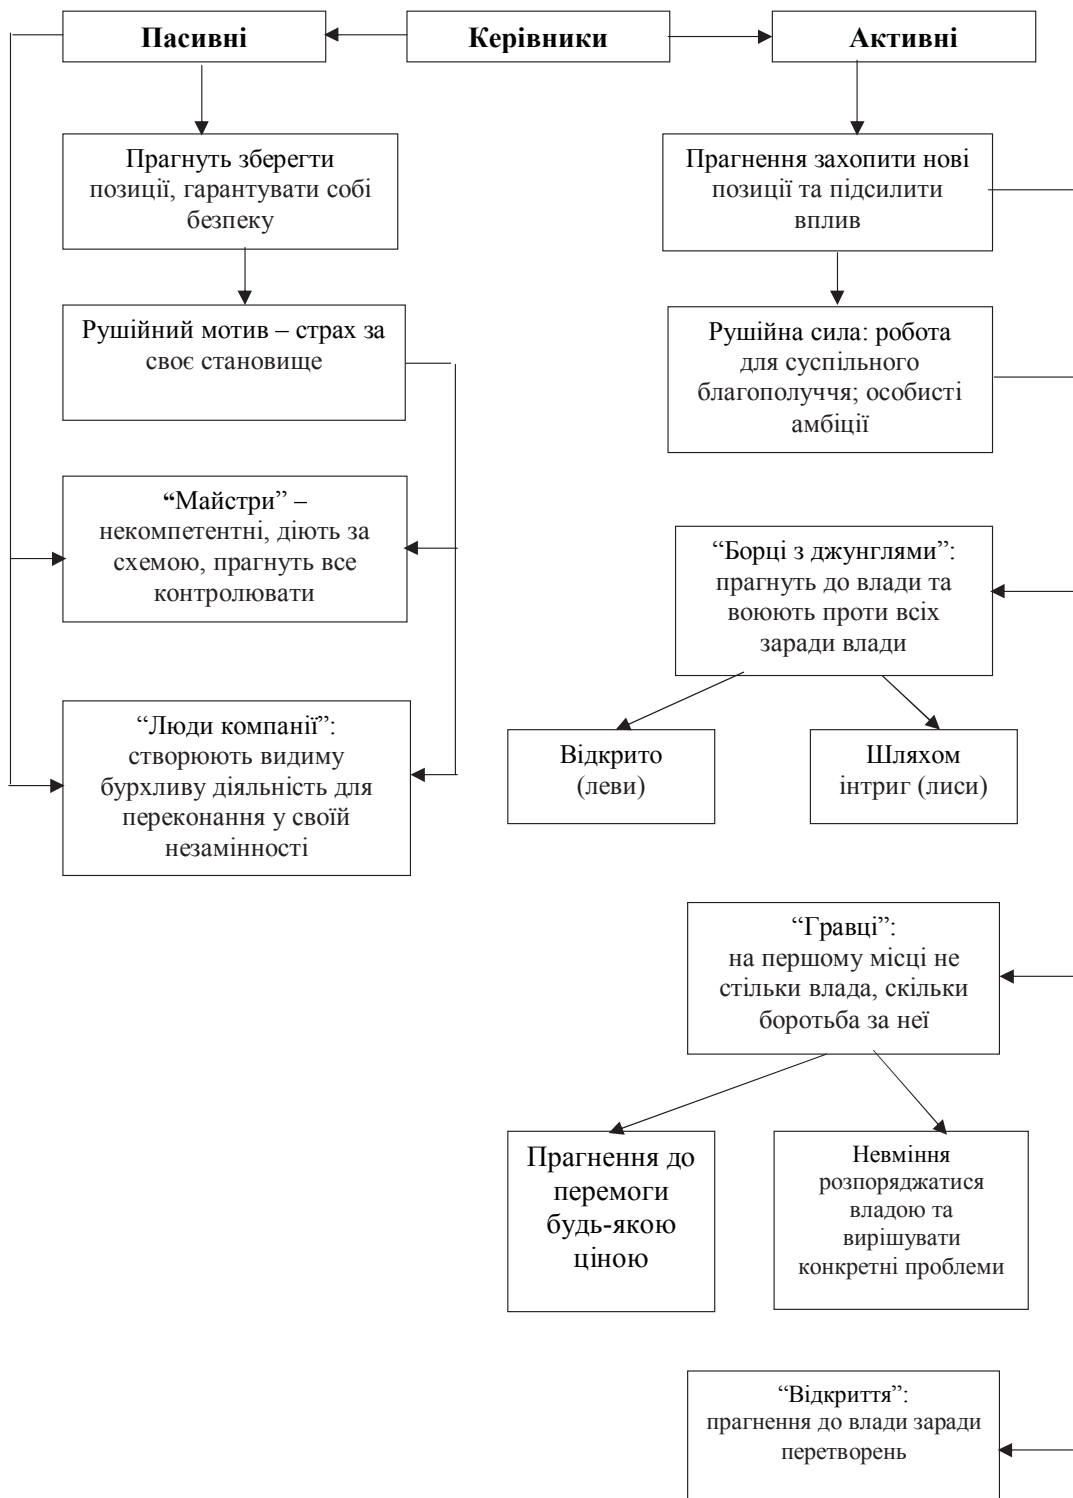 Пасивні
Керівники
Активні
Прагнуть зберегти
позиції, гарантувати собі
безпеку
Прагнення захопити нові
позиції та підсилити
вплив
Рушійний мотив – страх за
своє становище
Рушійна сила: робота
для суспільного
благополуччя; особисті
амбіції
“Майстри” –
некомпетентні, діють за
схемою, прагнуть все
контролювати
“Борці з джунглями”:
прагнуть до влади та
воюють проти всіх
заради влади
“Люди компанії”:
створюють видиму
бурхливу діяльність для
переконання у своїй
незамінності
Відкрито
(леви)
Шляхом
інтриг (лиси)
“Гравці”:
на першому місці не
стільки влада, скільки
боротьба за неї
Прагнення до
перемоги
будь-якою
ціною
Невміння
розпоряджатися
владою та
вирішувати
конкретні проблеми
“Відкриття”:
прагнення до влади заради
перетворень